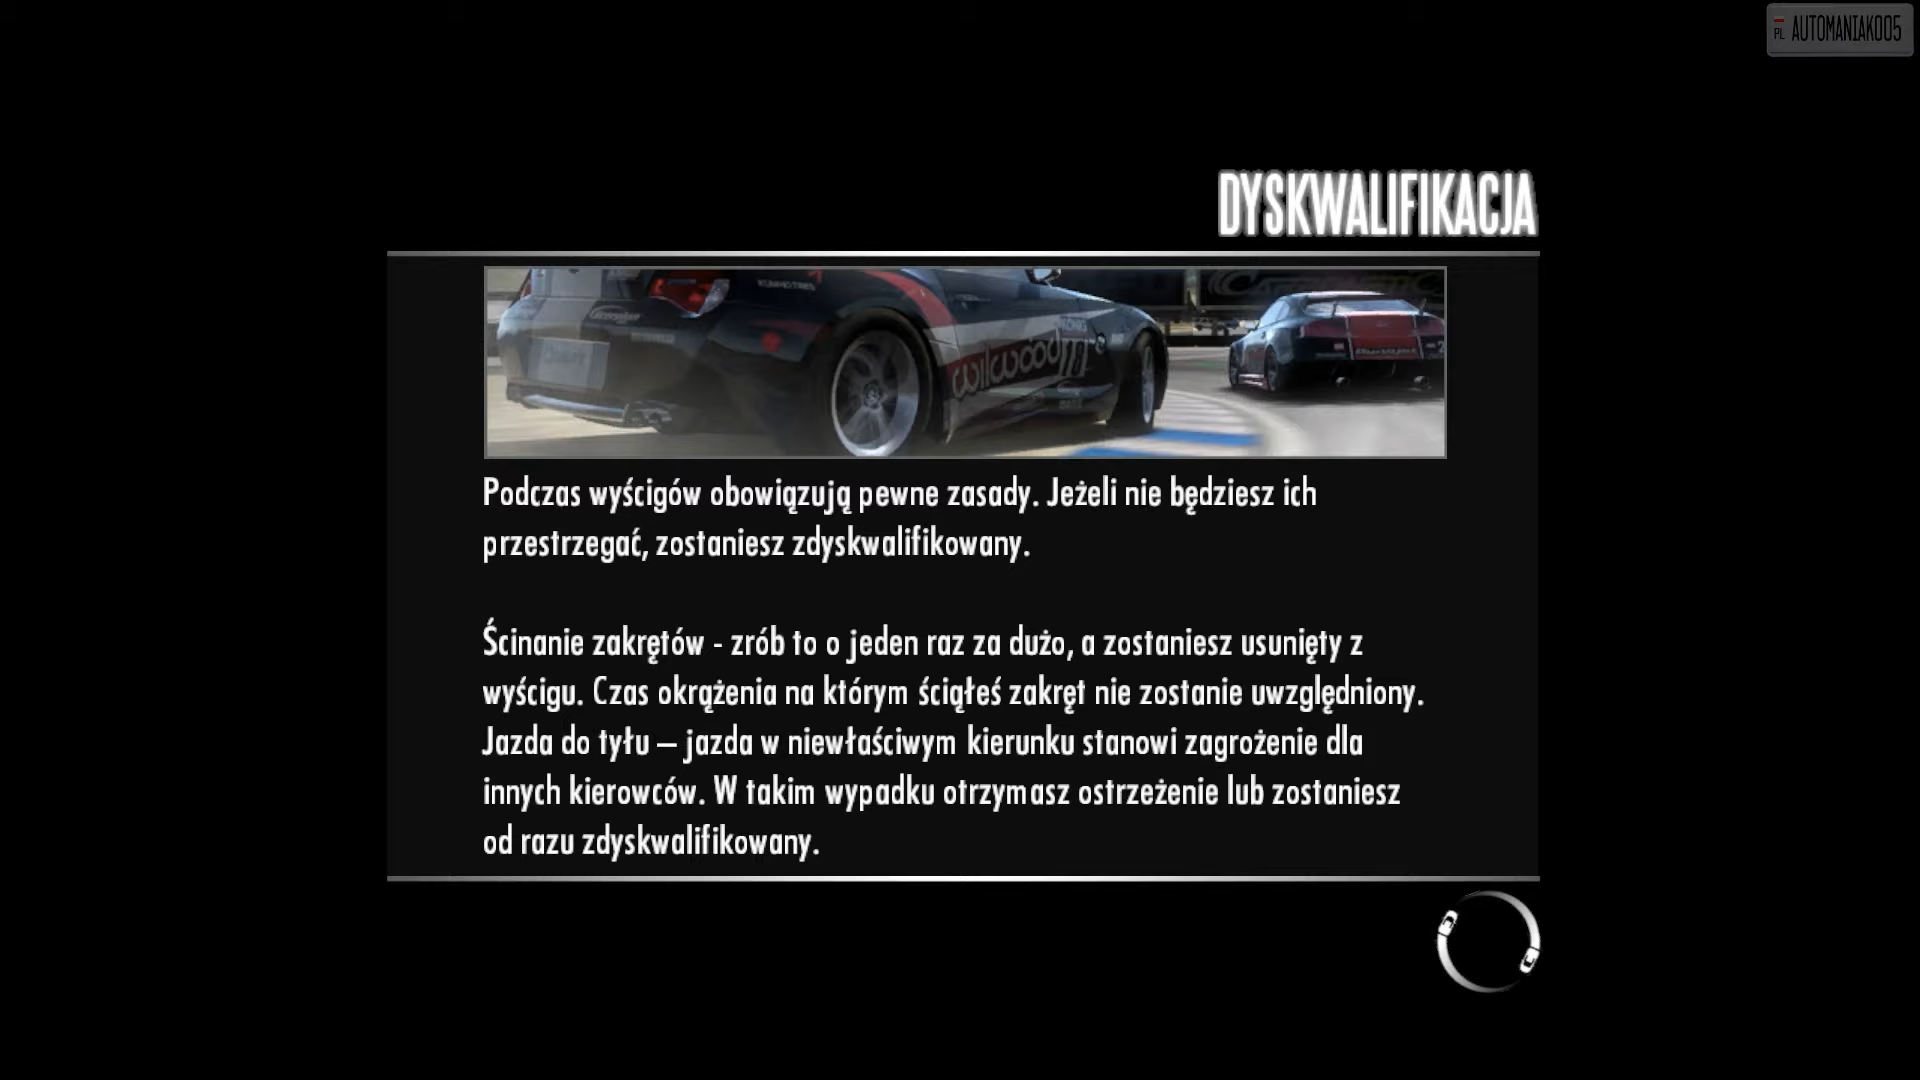 PL AUTOMANIAK005
DYSKWALIFIKACJA
wilwood
Podczas wyścigów obowiązują pewne zasady. Jeżeli nie będziesz ich
przestrzegać, zostaniesz zdyskwalifikowany.
Ścinanie zakrętów - zrób to o jeden raz za dużo, a zostaniesz usunięty z
wyścigu. Czas okrążenia na którym ściąłeś zakręt nie zostanie uwzględniony.
Jazda do tyłu – jazda w niewłaściwym kierunku stanowi zagrożenie dla
innych kierowców. W takim wypadku otrzymasz ostrzeżenie lub zostaniesz
od razu zdyskwalifikowany.